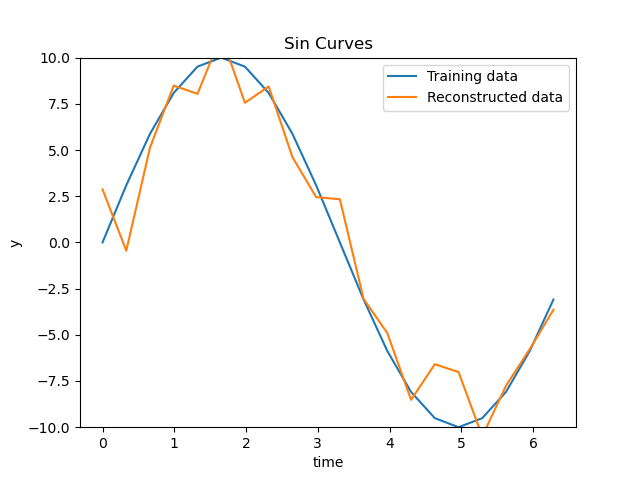 Sin Curves
Training data
Reconstructed data
10.0
7.5
5.0
2.5
0.0
−2.5
−5.0
−7.5
−10.0
y
0 1 2 3 4 5 6
time